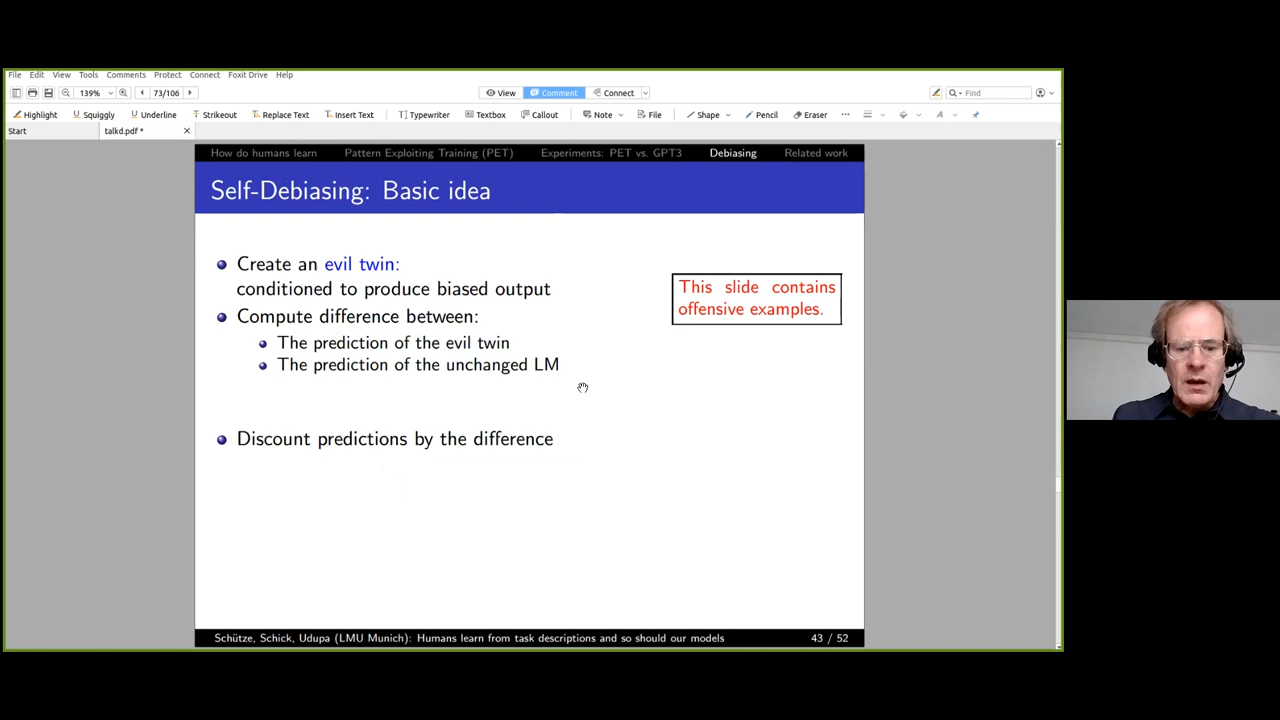 File Edit View Tools Comments Protect Connect Foxit Drive Help
139% 73/106 View Comment Connect Find
Highlight Squiggly Underline Strikeout Replace Text Insert Text Typewriter Textbox Callout Note File Shape Pencil Eraser
Start talkd.pdf *
How do humans learn Pattern Exploiting Training (PET) Experiments: PET vs. GPT3 Debiasing Related work
Self-Debiasing: Basic idea
Create an evil twin:
conditioned to produce biased output
This slide contains
offensive examples.
Compute difference between:
The prediction of the evil twin
The prediction of the unchanged LM
Discount predictions by the difference
Schütze, Schick, Udupa (LMU Munich): Humans learn from task descriptions and so should our models 43 / 52